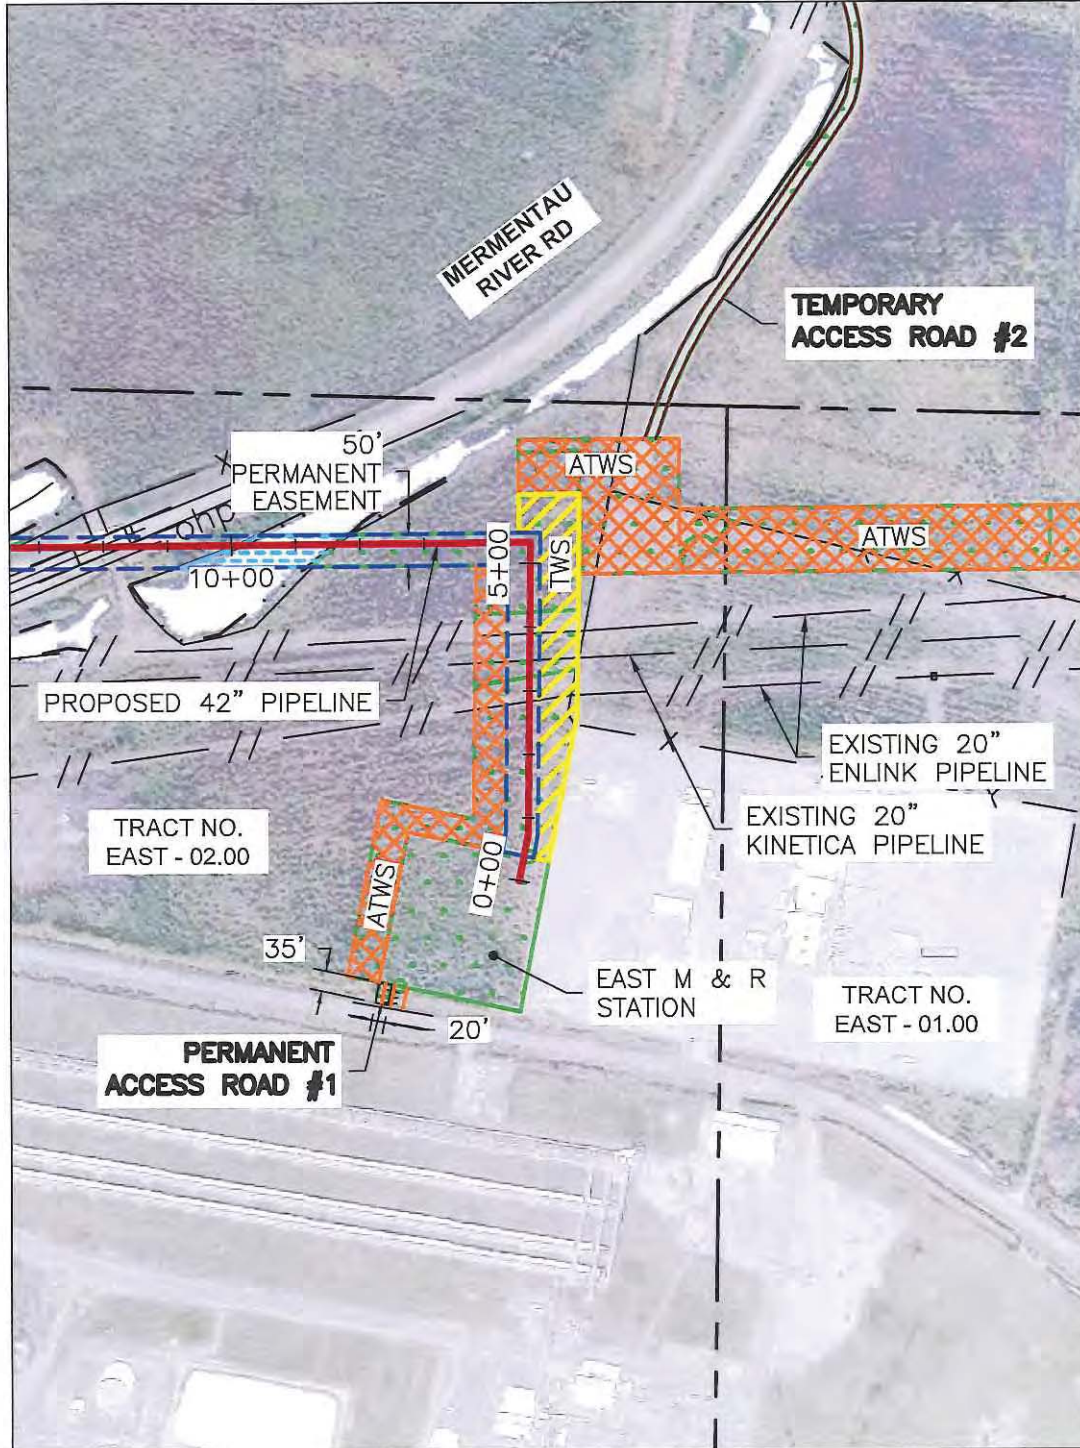 MERMENTAU
RIVER RD
TEMPORARY
ACCESS ROAD #2
50'
PERMANENT
EASEMENT
ATWS
ohp
ATWS
5+00
TWS
10+00
PROPOSED 42" PIPELINE
EXISTING 20"
ENLINK PIPELINE
EXISTING 20"
KINETICA PIPELINE
TRACT NO.
EAST - 02.00
0+00
ATWS
35'
EAST M & R
STATION
TRACT NO.
EAST - 01.00
20'
PERMANENT
ACCESS ROAD #1